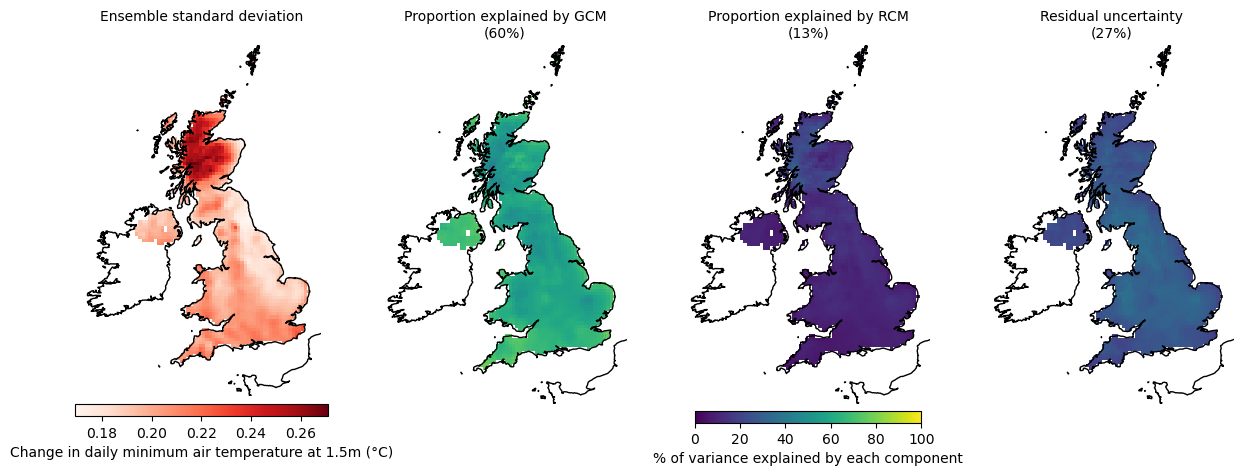 Ensemble standard deviation
Proportion explained by GCM
(60%)
Proportion explained by RCM
(13%)
Residual uncertainty
(27%)
0.18 0.20 0.22 0.24 0.26
Change in daily minimum air temperature at 1.5m (°C)
0 20 40 60 80 100
% of variance explained by each component